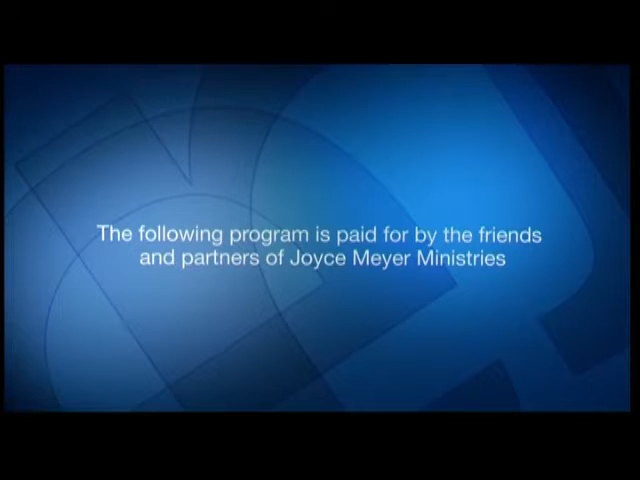 The following program is paid for by the friends
and partners of Joyce Meyer Ministries